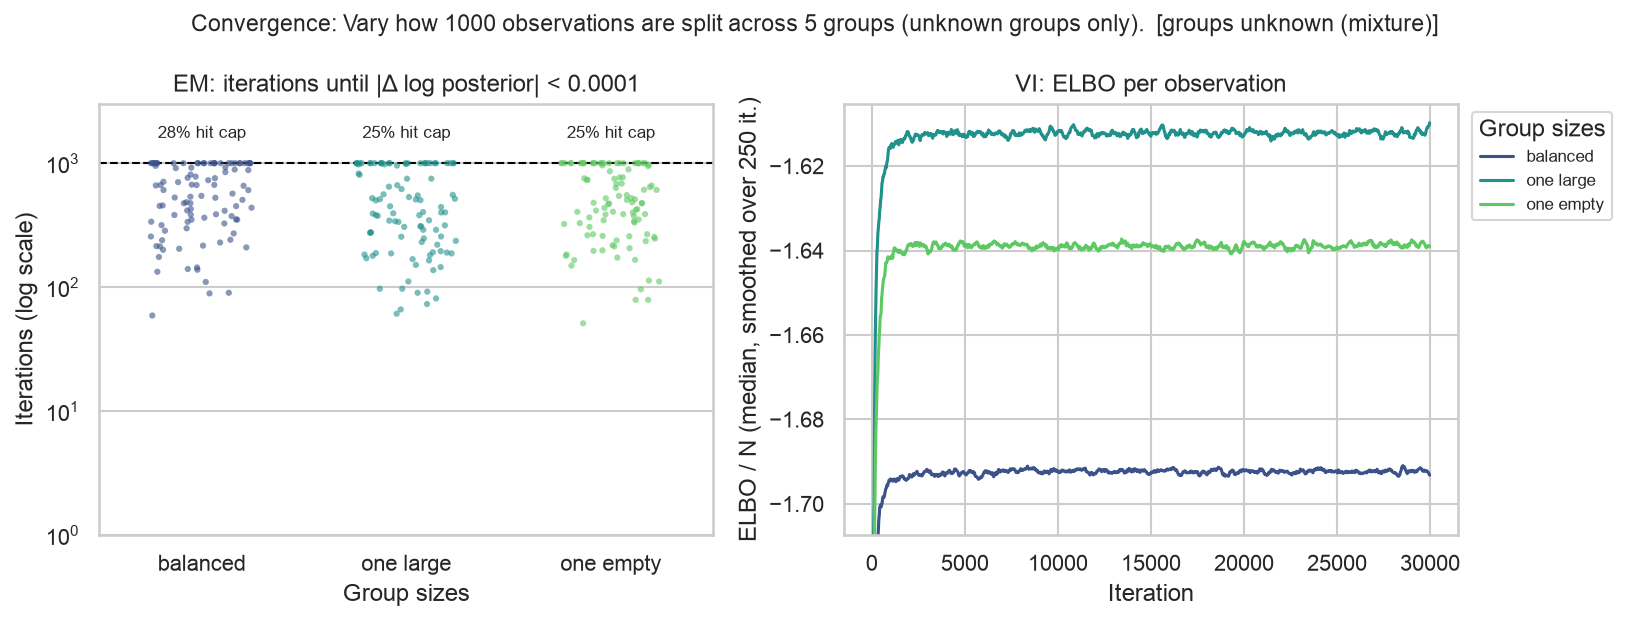 Convergence: Vary how 1000 observations are split across 5 groups (unknown groups only).  [groups unknown (mixture)]
EM: iterations until |Δ log posterior| < 0.0001
28% hit cap
25% hit cap
25% hit cap
10³
10²
10¹
10⁰
Iterations (log scale)
balanced
one large
one empty
Group sizes
VI: ELBO per observation
ELBO / N (median, smoothed over 250 it.)
−1.62
−1.64
−1.66
−1.68
−1.70
0
5000
10000
15000
20000
25000
30000
Iteration
Group sizes
balanced
one large
one empty